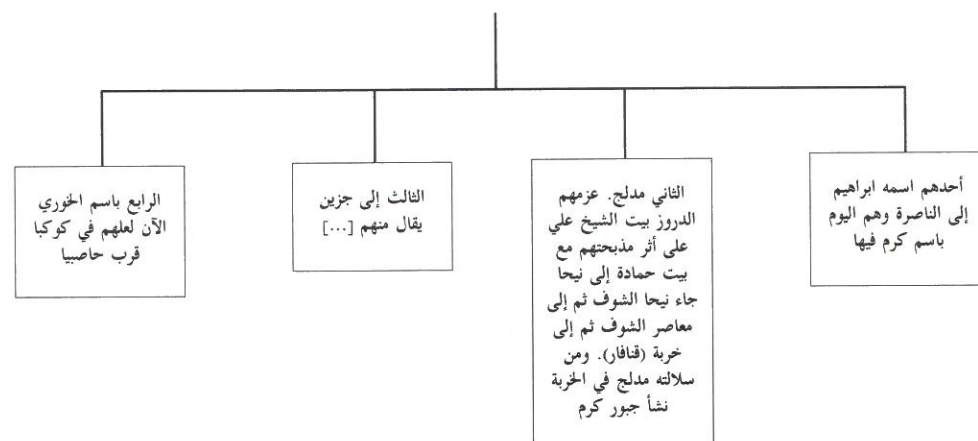 أحدهم اسمه ابراهيم
إلى الناصرة وهم اليوم
باسم كرم فيها
الثاني مدلج. عزمهم
الدروز بيت الشيخ علي
على أثر مذبحتهم مع
بيت حمادة إلى نيحا
جاء نيحا الشوف ثم إلى
معاصر الشوف ثم إلى
خربة (قنافار). ومن
سلالته مدلج في الخربة
نشأ جبور كرم
الثالث إلى جزين
يقال منهم [...]
الرابع باسم الخوري
الآن لعلهم في كوكبا
قرب حاصبيا